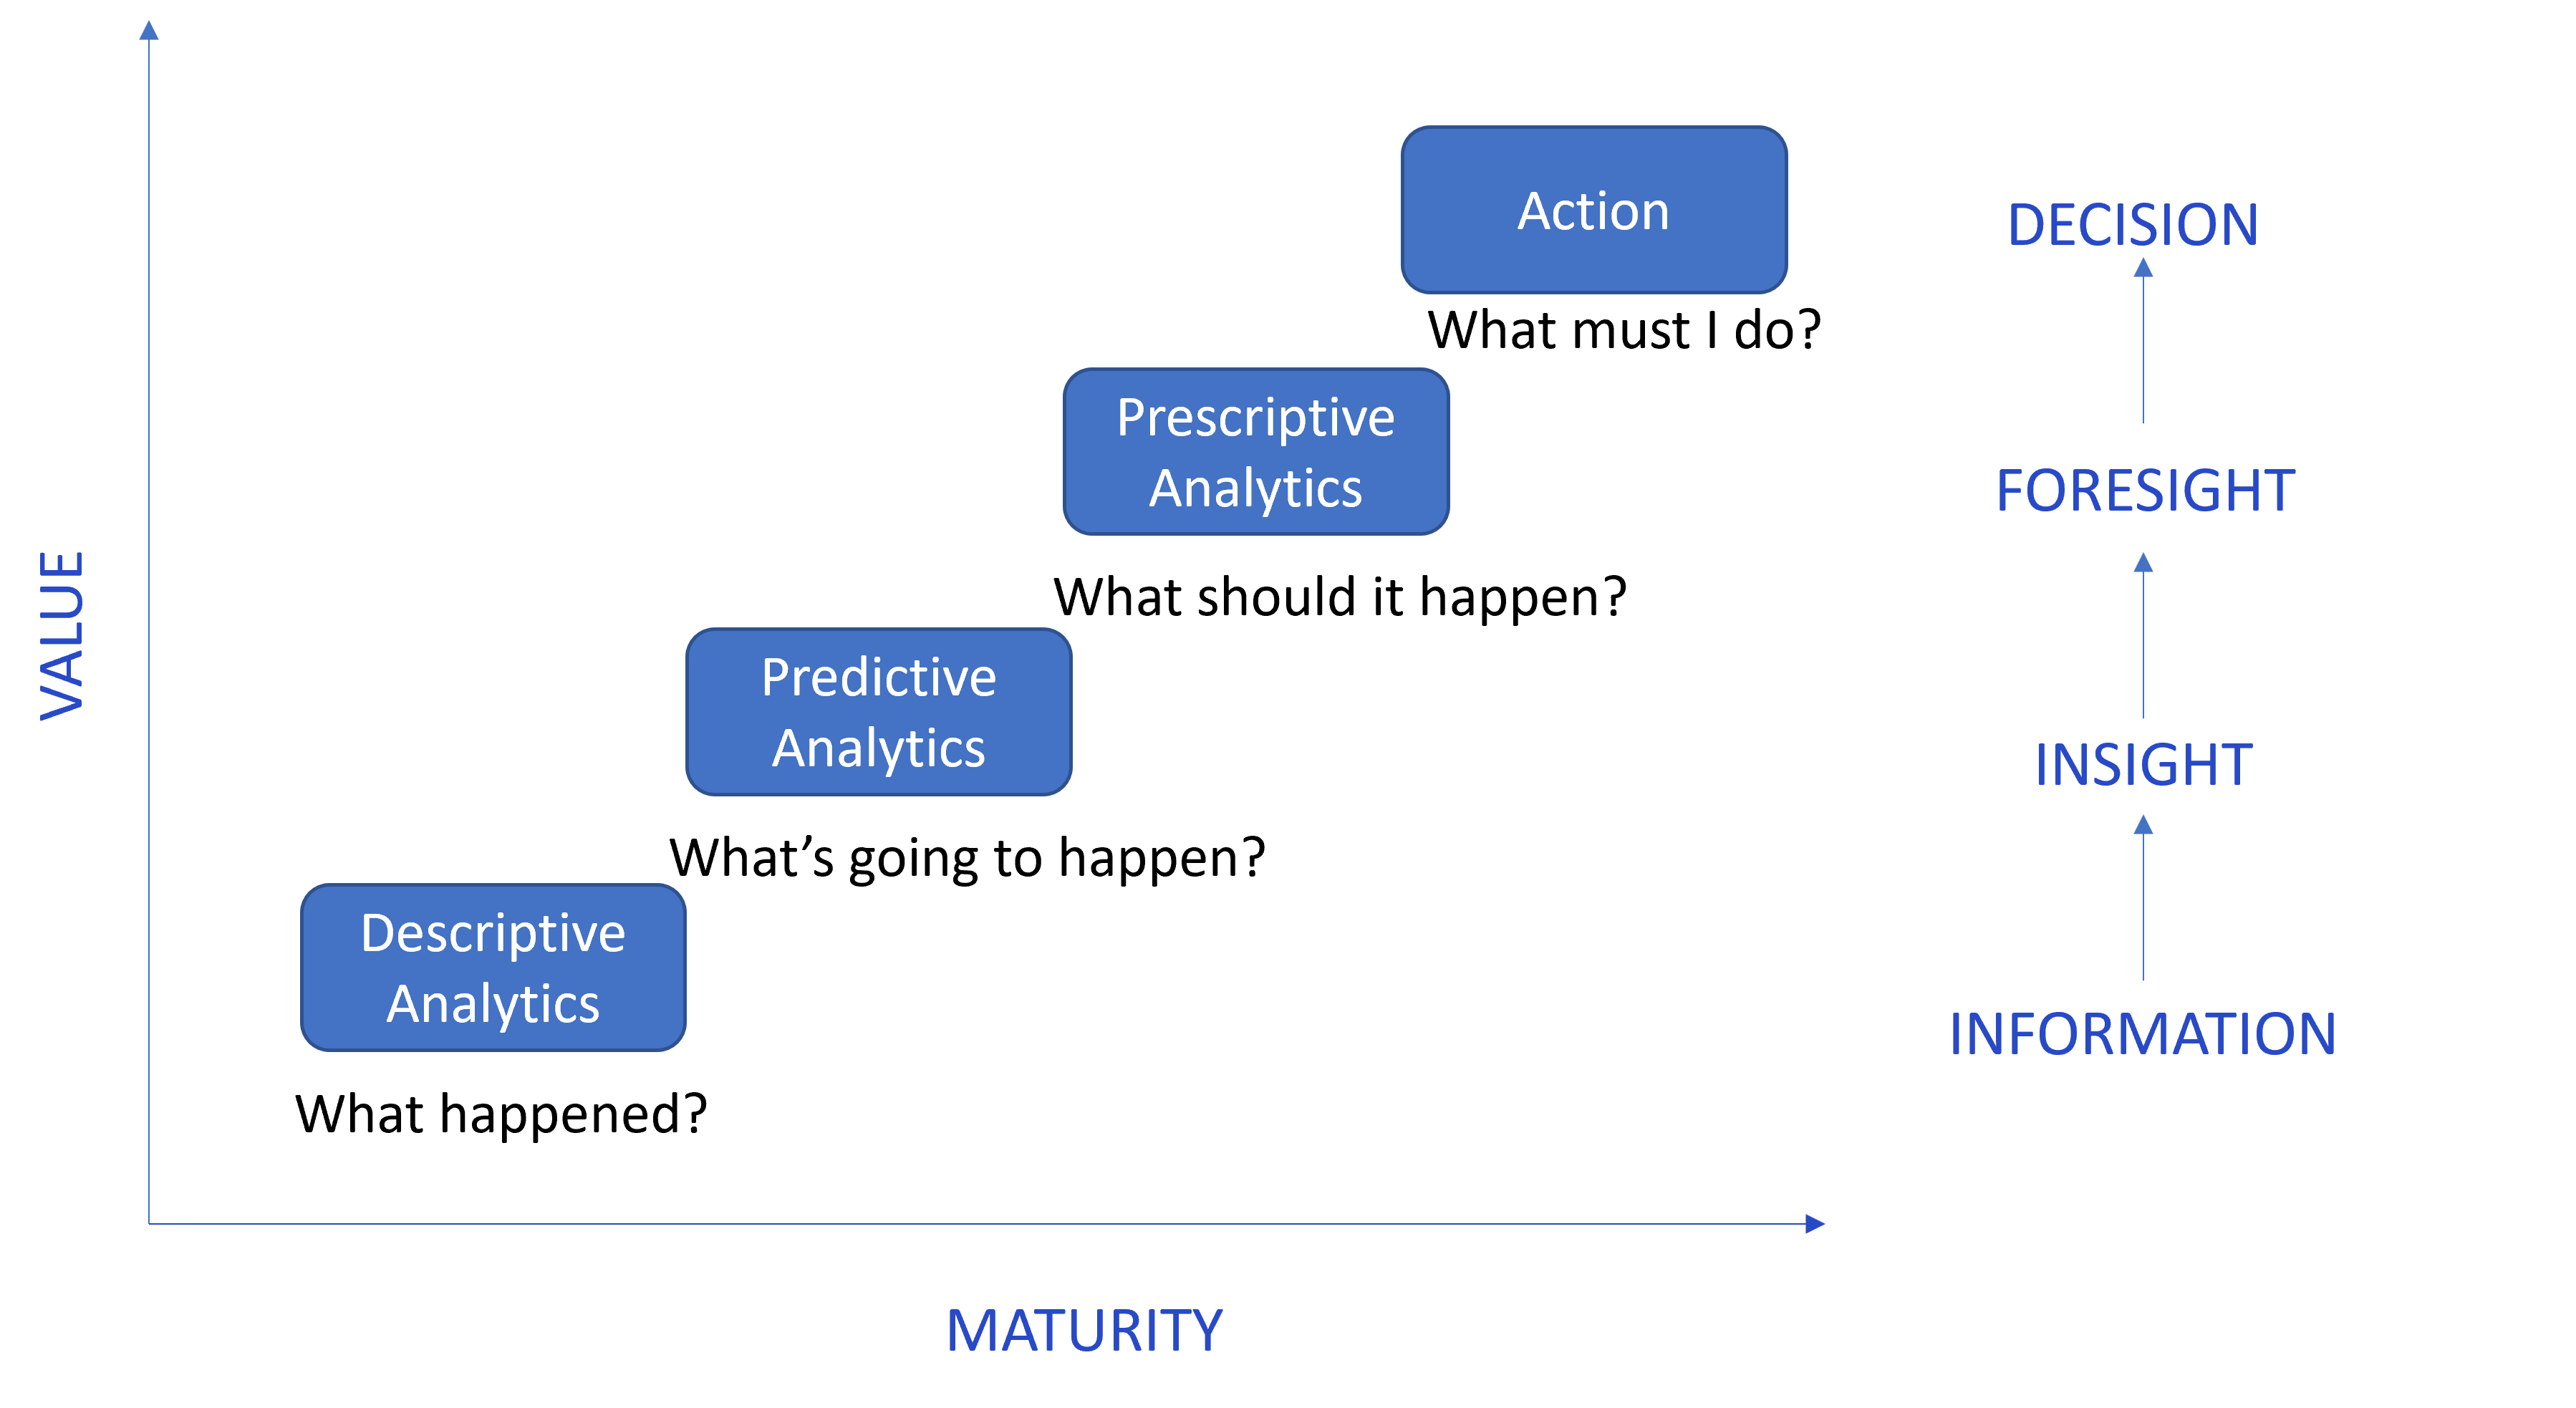 Action
DECISION
What must I do?
Prescriptive
Analytics
FORESIGHT
What should it happen?
VALUE
Predictive
Analytics
INSIGHT
What’s going to happen?
Descriptive
Analytics
INFORMATION
What happened?
MATURITY